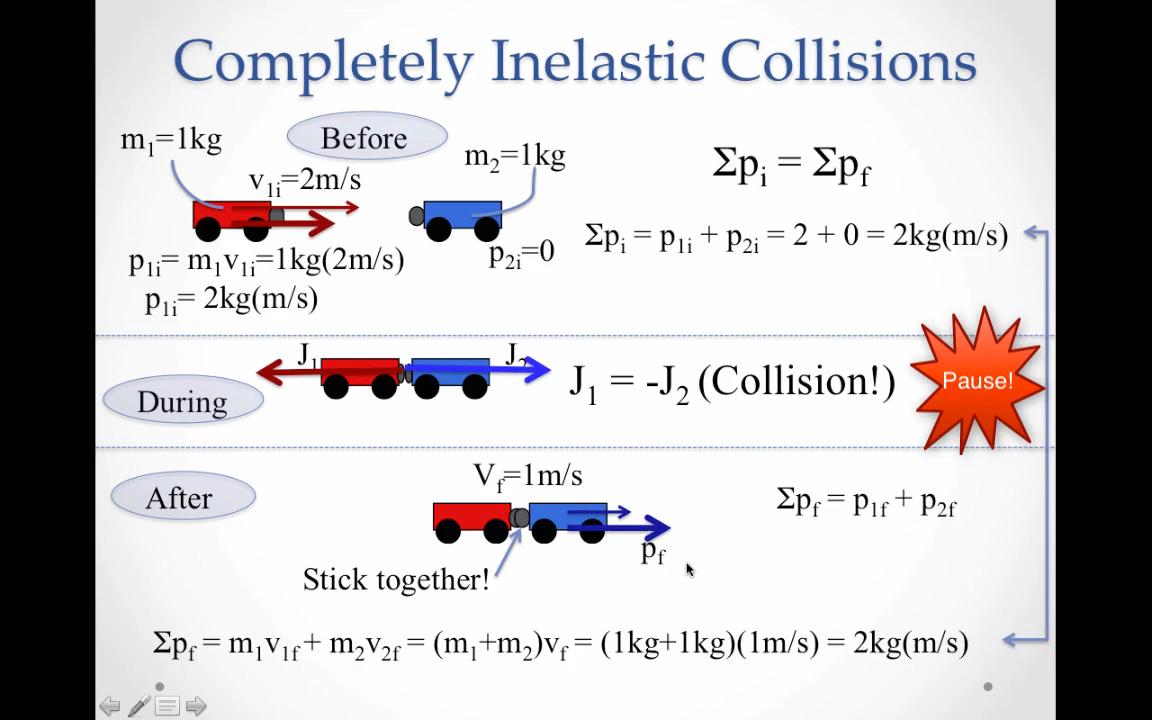 Completely Inelastic Collisions
m₁=1kg
Before
m₂=1kg
v₁ᵢ=2m/s
Σpᵢ = Σp_f
Σpᵢ = p₁ᵢ + p₂ᵢ = 2 + 0 = 2kg(m/s)
p₁ᵢ= m₁v₁ᵢ=1kg(2m/s)
p₂ᵢ=0
p₁ᵢ= 2kg(m/s)
J₁
J₂
During
J₁ = -J₂ (Collision!)
Pause!
V_f=1m/s
After
Σp_f = p₁_f + p₂_f
p_f
Stick together!
Σp_f = m₁v₁_f + m₂v₂_f = (m₁+m₂)v_f = (1kg+1kg)(1m/s) = 2kg(m/s)